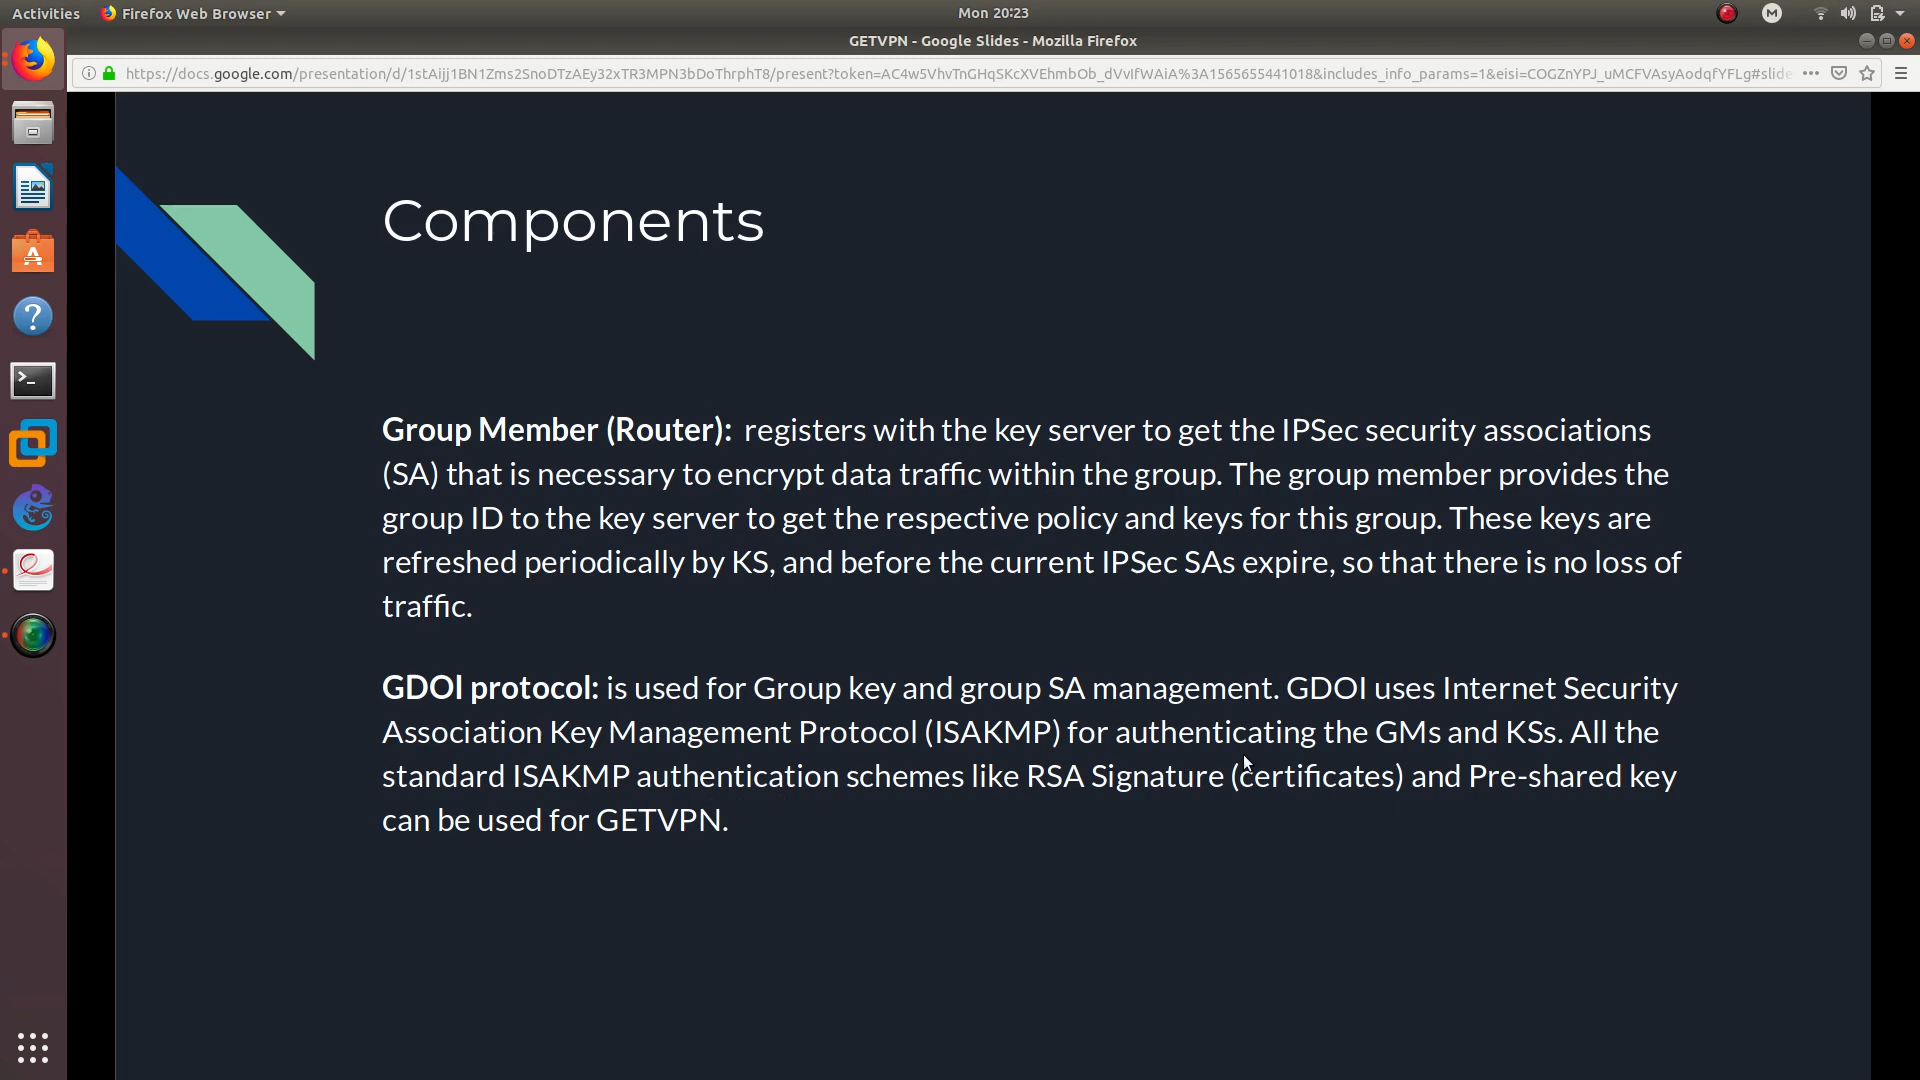 Activities Firefox Web Browser Mon 20:23 M
GETVPN - Google Slides - Mozilla Firefox
https://docs.google.com/presentation/d/1stAijj1BN1Zms2SnoDTzAEy32xTR3MPN3bDoThrphT8/present?token=AC4w5VhvTnGHqSKcXVEhmbOb_dVvIfWAiA%3A1565655441018&includes_info_params=1&eisi=COGZnYPJ_uMCFVAsyAodqfYFLg#slide
Components
Group Member (Router): registers with the key server to get the IPSec security associations
(SA) that is necessary to encrypt data traffic within the group. The group member provides the
group ID to the key server to get the respective policy and keys for this group. These keys are
refreshed periodically by KS, and before the current IPSec SAs expire, so that there is no loss of
traffic.
GDOI protocol: is used for Group key and group SA management. GDOI uses Internet Security
Association Key Management Protocol (ISAKMP) for authenticating the GMs and KSs. All the
standard ISAKMP authentication schemes like RSA Signature (certificates) and Pre-shared key
can be used for GETVPN.